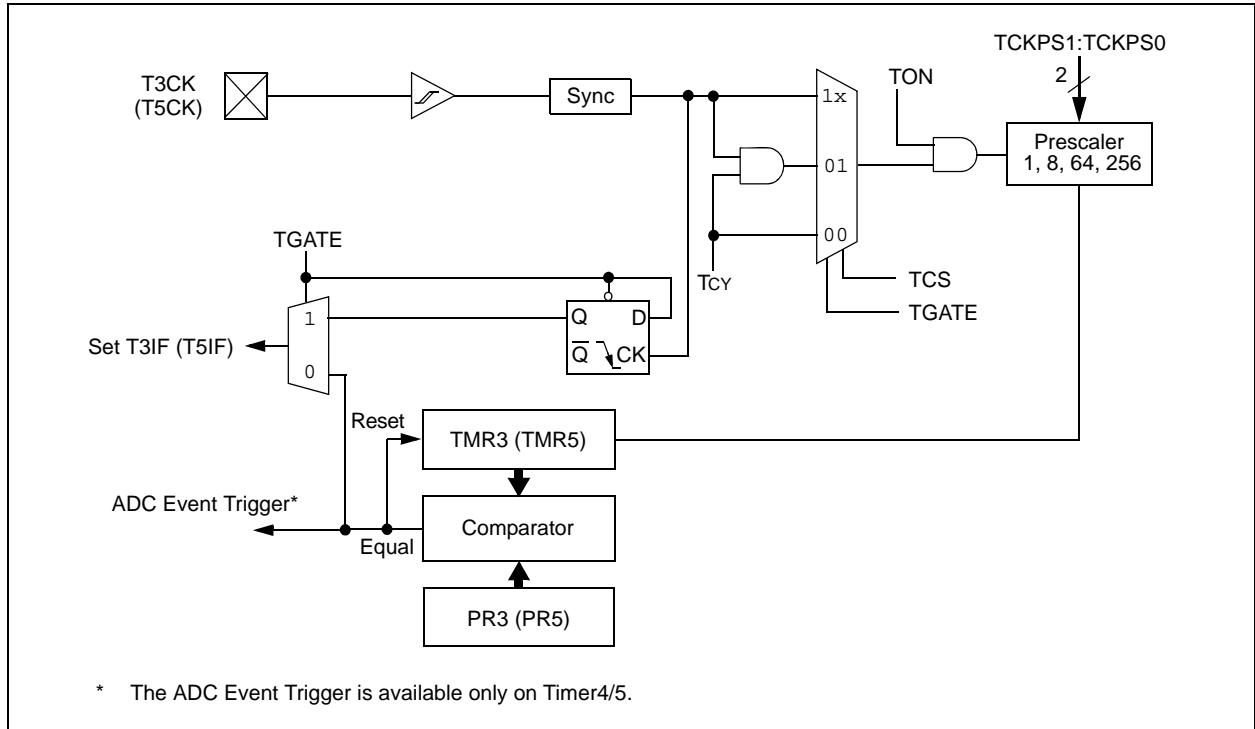 TCKPS1:TCKPS0
2
TON
T3CK
(T5CK)
Sync
1x
Prescaler
1, 8, 64, 256
01
00
TGATE
TCY
TCS
TGATE
1
Q
D
Set T3IF (T5IF)
Q
CK
0
Reset
TMR3 (TMR5)
ADC Event Trigger*
Comparator
Equal
PR3 (PR5)
* The ADC Event Trigger is available only on Timer4/5.